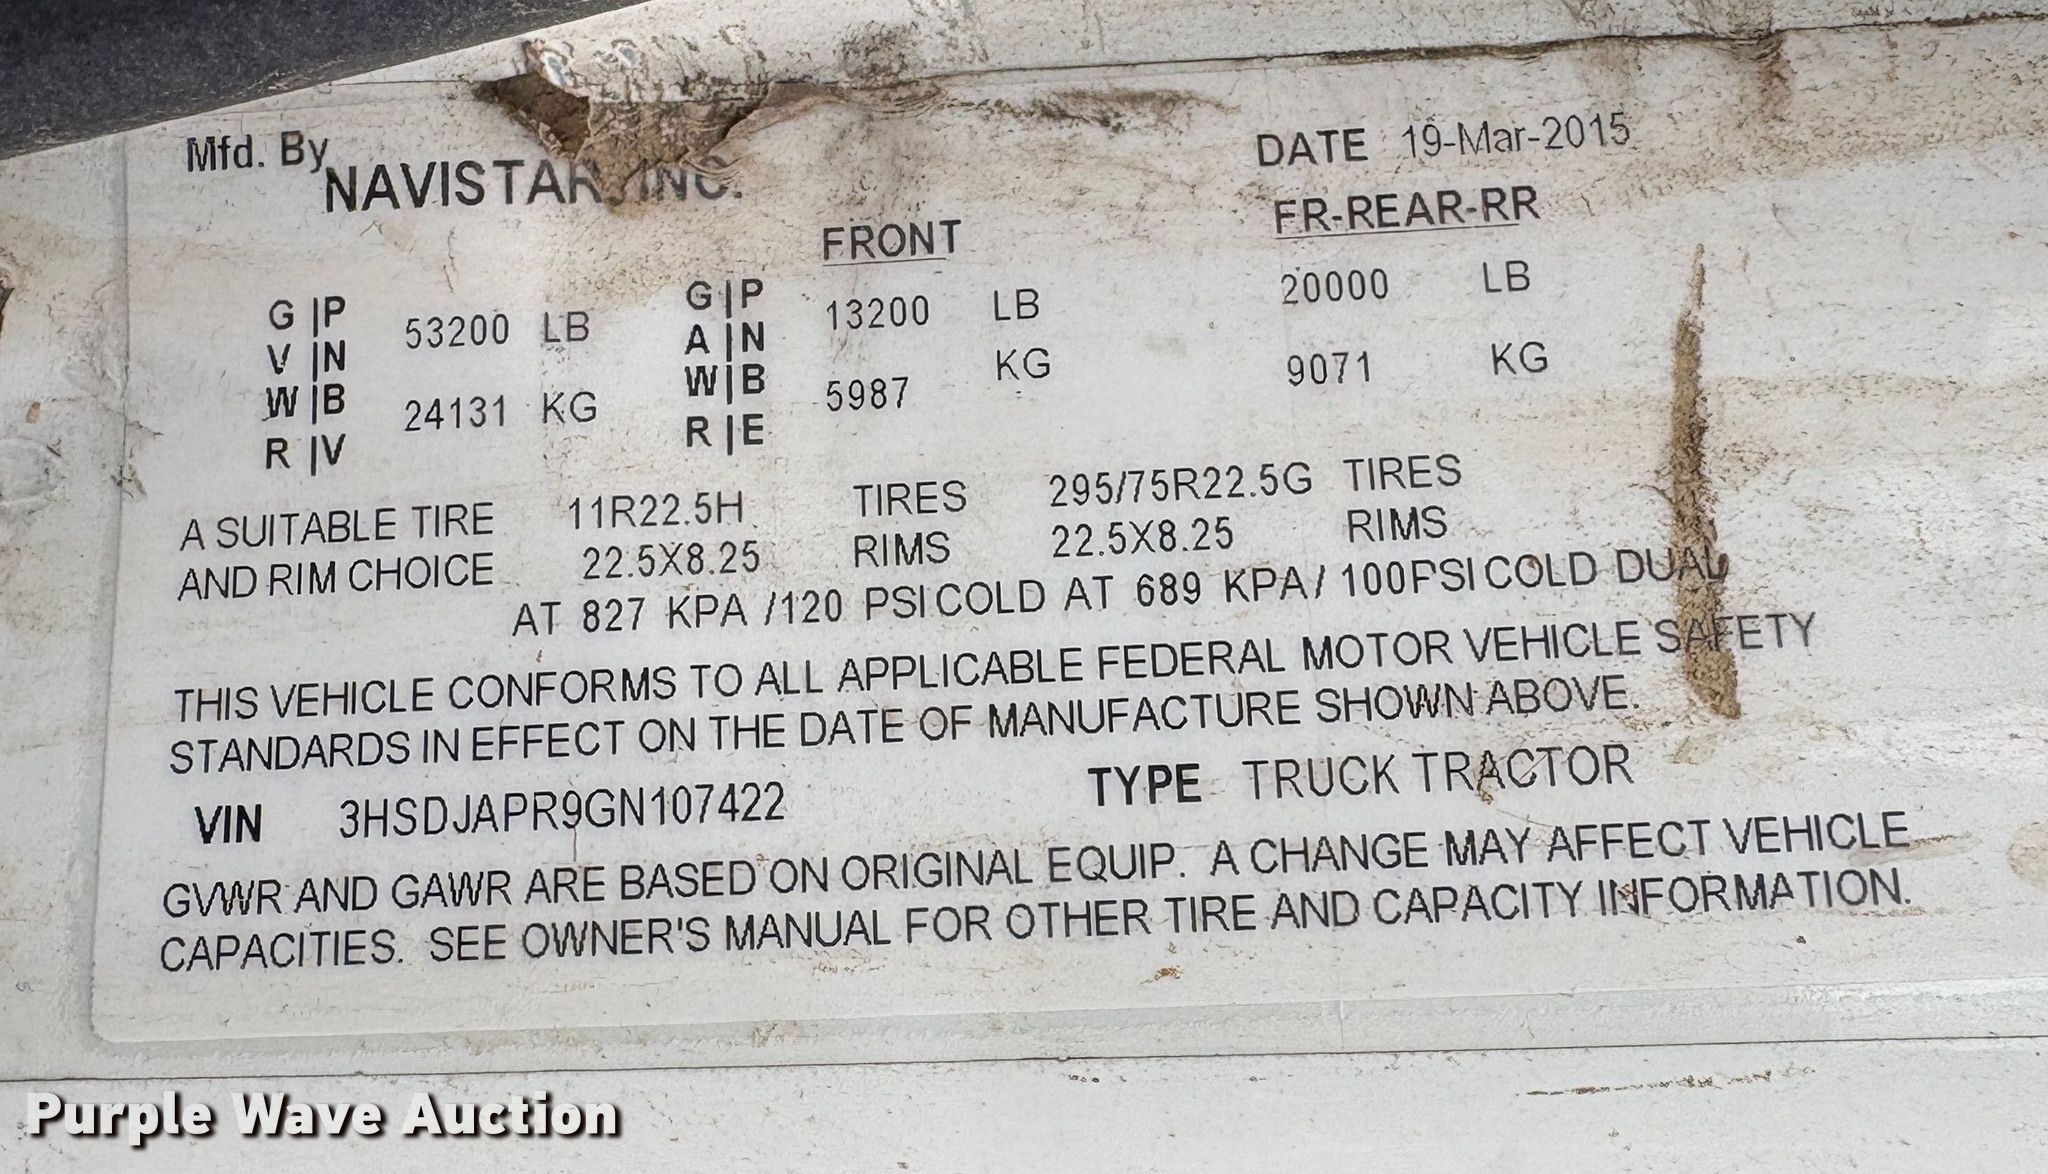 Mfd. By
NAVISTAR, INC.
DATE 19-Mar-2015
FRONT FR-REAR-RR
G|P 53200 LB G|P 13200 LB 20000 LB
V|N A|N
W|B 24131 KG W|B 5987 KG 9071 KG
R|V R|E
A SUITABLE TIRE 11R22.5H TIRES 295/75R22.5G TIRES
AND RIM CHOICE 22.5X8.25 RIMS 22.5X8.25 RIMS
AT 827 KPA /120 PSI COLD AT 689 KPA/ 100PSI COLD DUAL
THIS VEHICLE CONFORMS TO ALL APPLICABLE FEDERAL MOTOR VEHICLE SAFETY
STANDARDS IN EFFECT ON THE DATE OF MANUFACTURE SHOWN ABOVE.
VIN 3HSDJAPR9GN107422 TYPE TRUCK TRACTOR
GVWR AND GAWR ARE BASED ON ORIGINAL EQUIP. A CHANGE MAY AFFECT VEHICLE
CAPACITIES. SEE OWNER'S MANUAL FOR OTHER TIRE AND CAPACITY INFORMATION.
Purple Wave Auction